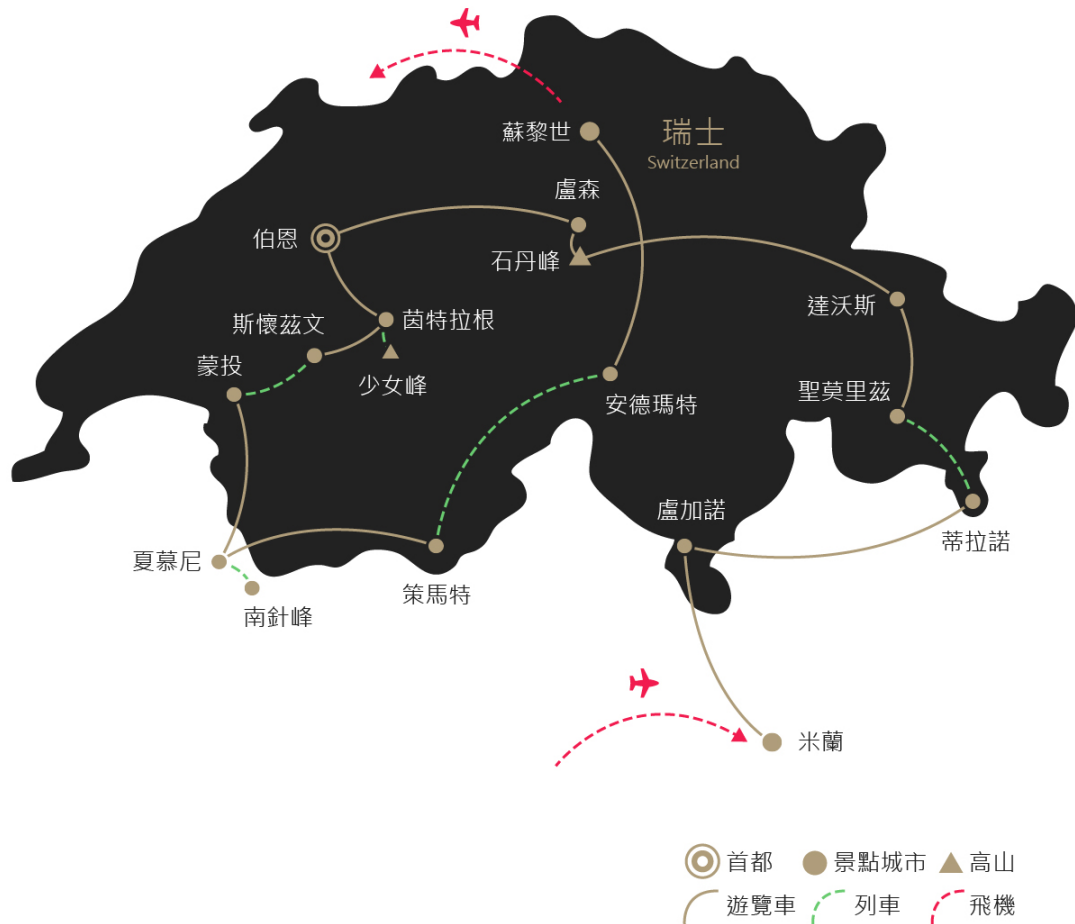 蘇黎世
瑞士
Switzerland
盧森
伯恩
石丹峰
達沃斯
茵特拉根
斯懷茲文
蒙投
少女峰
聖莫里茲
安德瑪特
盧加諾
蒂拉諾
夏慕尼
策馬特
南針峰
米蘭
首都 景點城市 高山
遊覽車 列車 飛機